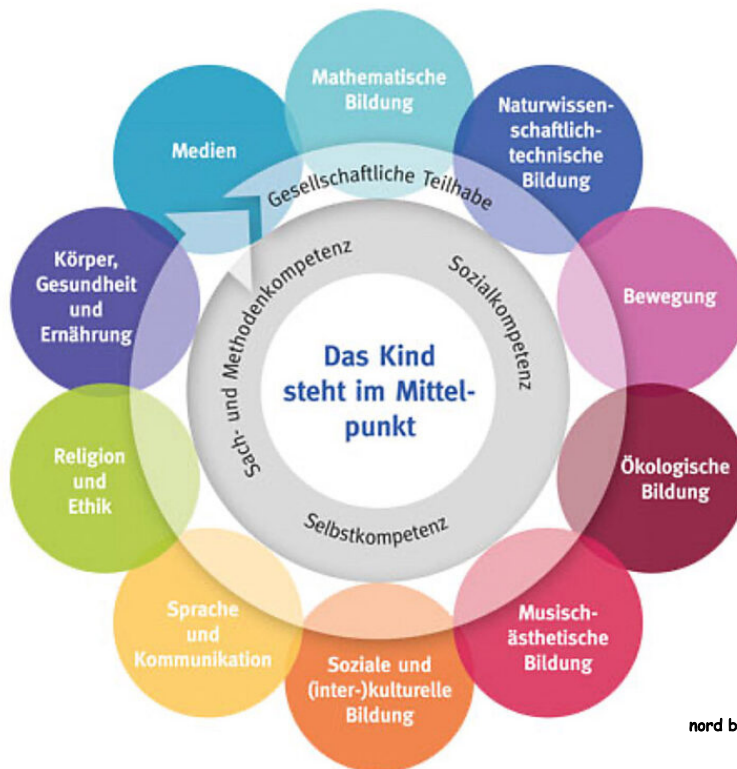 Mathematische
Bildung
Naturwissen-
schaftlich-
technische
Bildung
Bewegung
Ökologische
Bildung
Musisch-
ästhetische
Bildung
Soziale und
(inter-)kulturelle
Bildung
Sprache
und
Kommunikation
Religion
und
Ethik
Körper,
Gesundheit
und
Ernährung
Medien
Gesellschaftliche Teilhabe
Sach- und Methodenkompetenz
Sozialkompetenz
Selbstkompetenz
Das Kind
steht im Mittel-
punkt
nord b